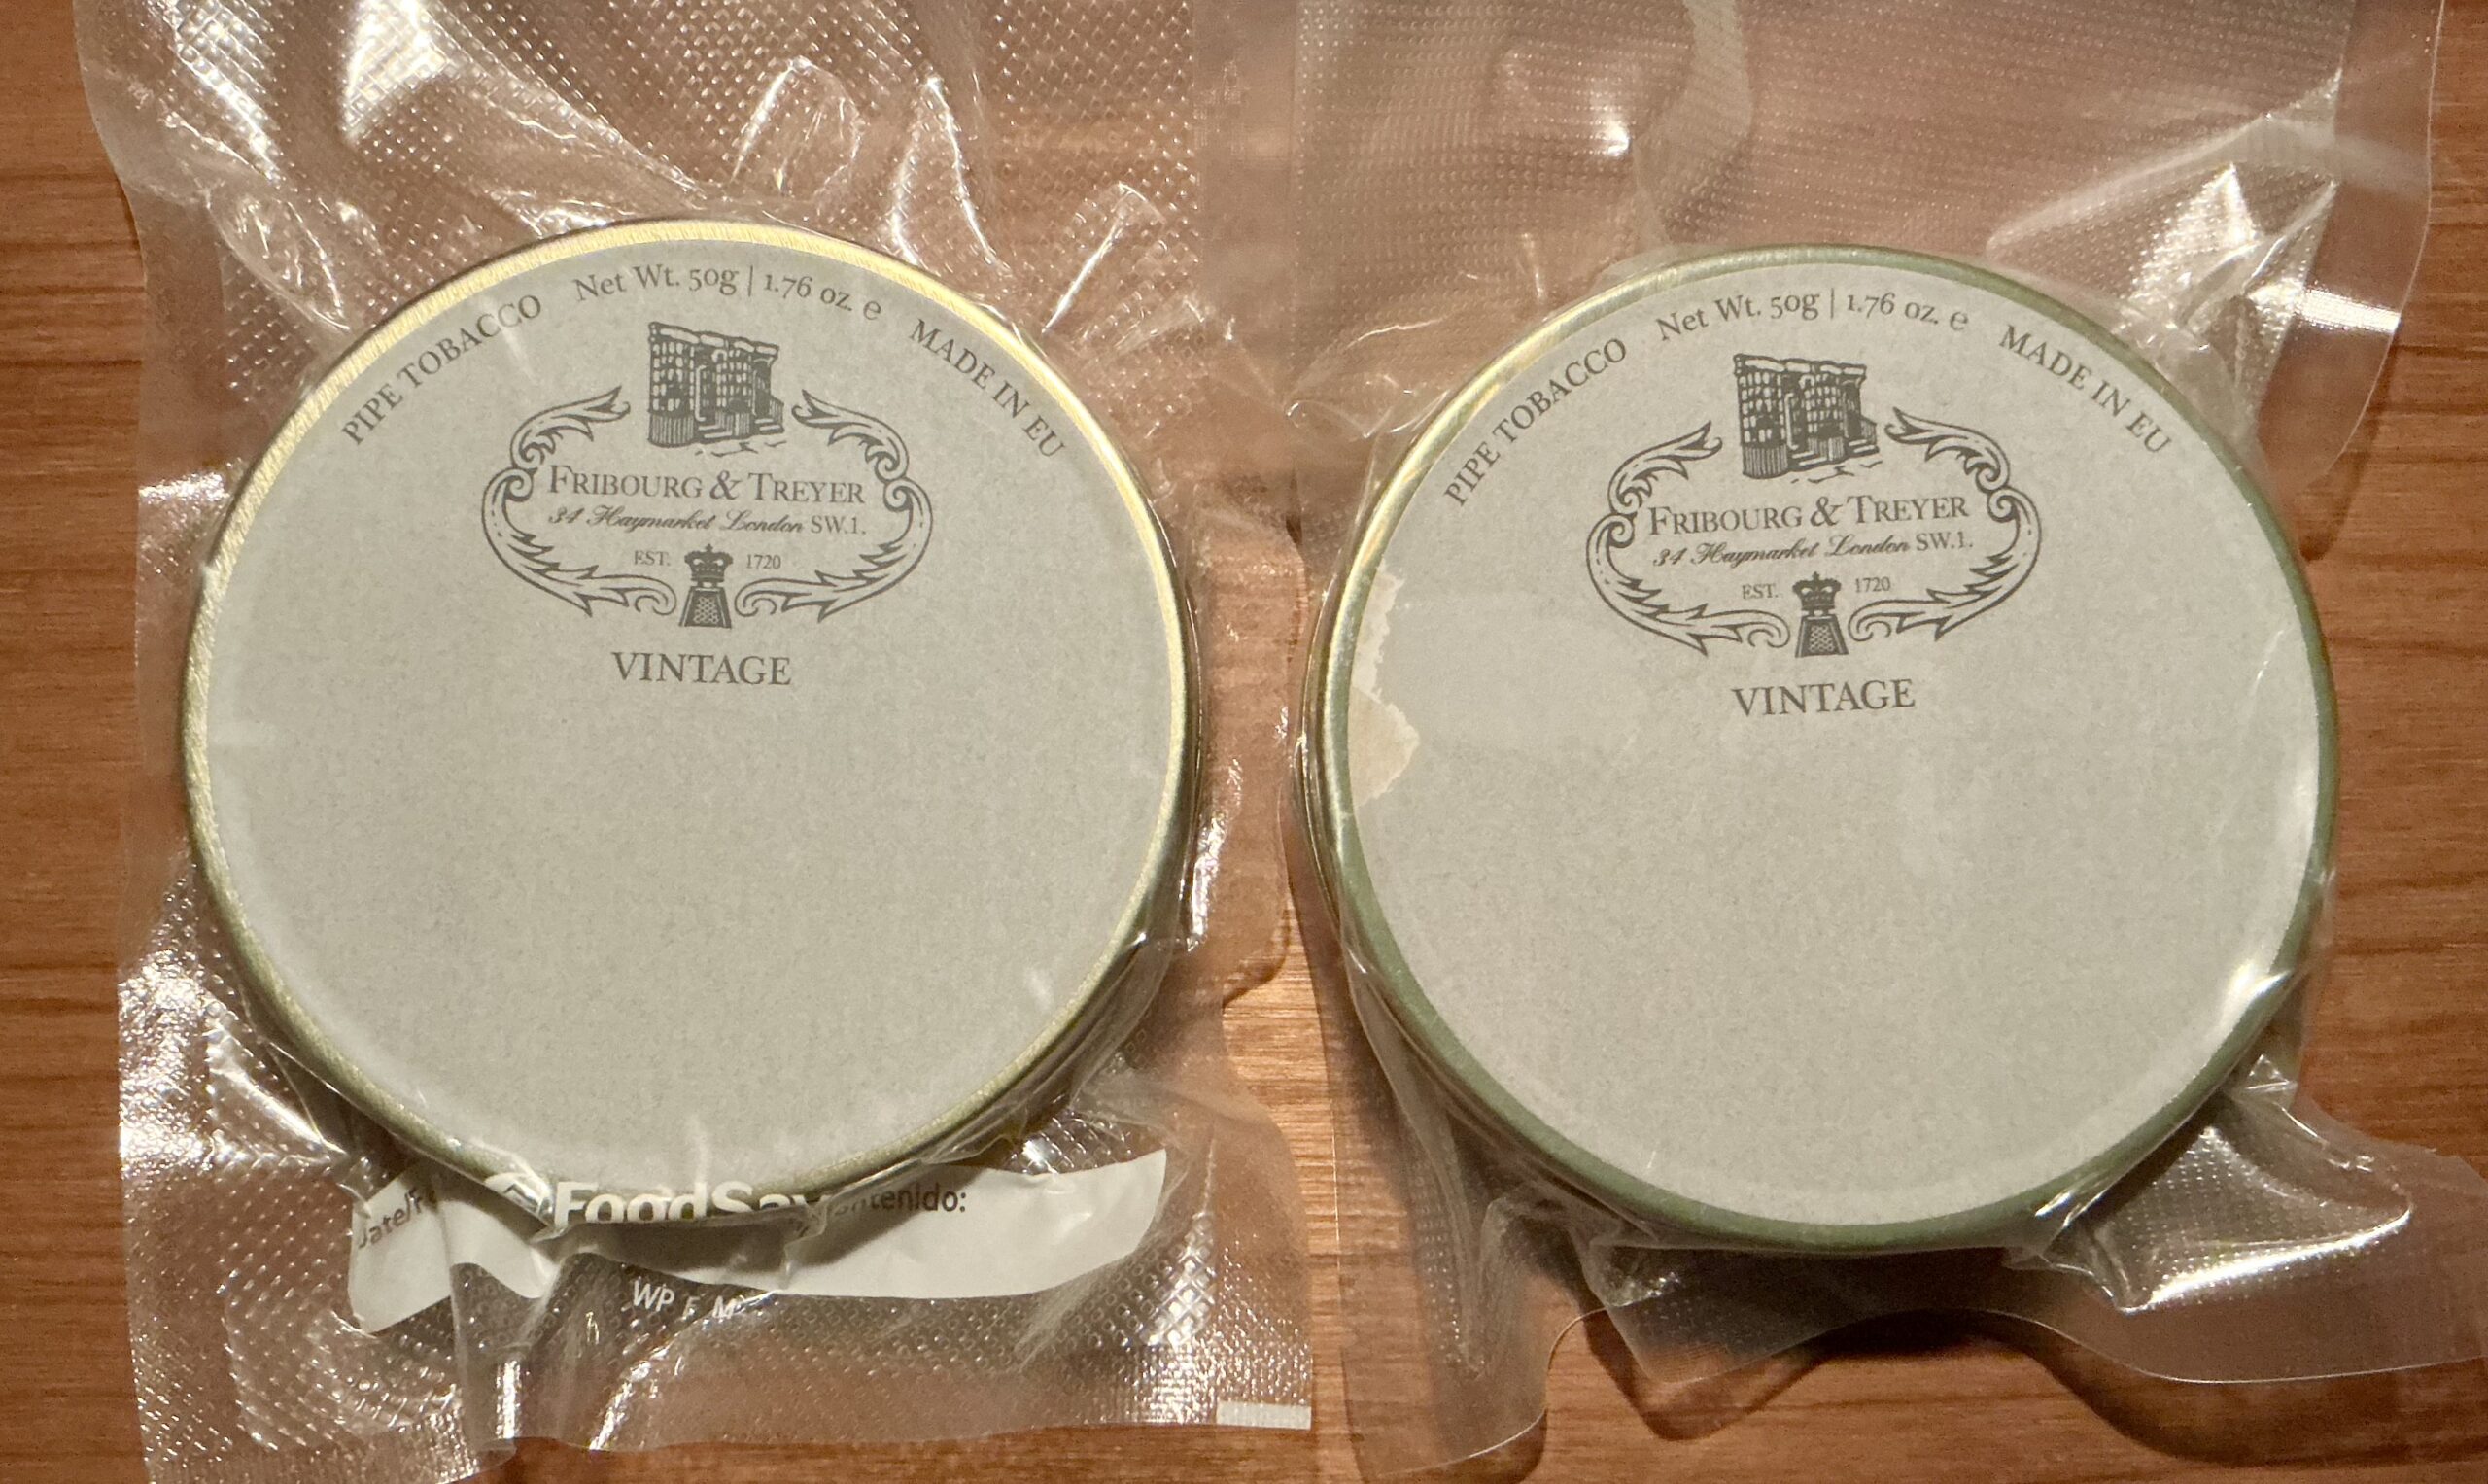 PIPE TOBACCO Net Wt. 50g | 1.76 oz. e MADE IN EU
FRIBOURG & TREYER
34 Haymarket London SW.1.
EST. 1720
VINTAGE
PIPE TOBACCO Net Wt. 50g | 1.76 oz. e MADE IN EU
FRIBOURG & TREYER
34 Haymarket London SW.1.
EST. 1720
VINTAGE